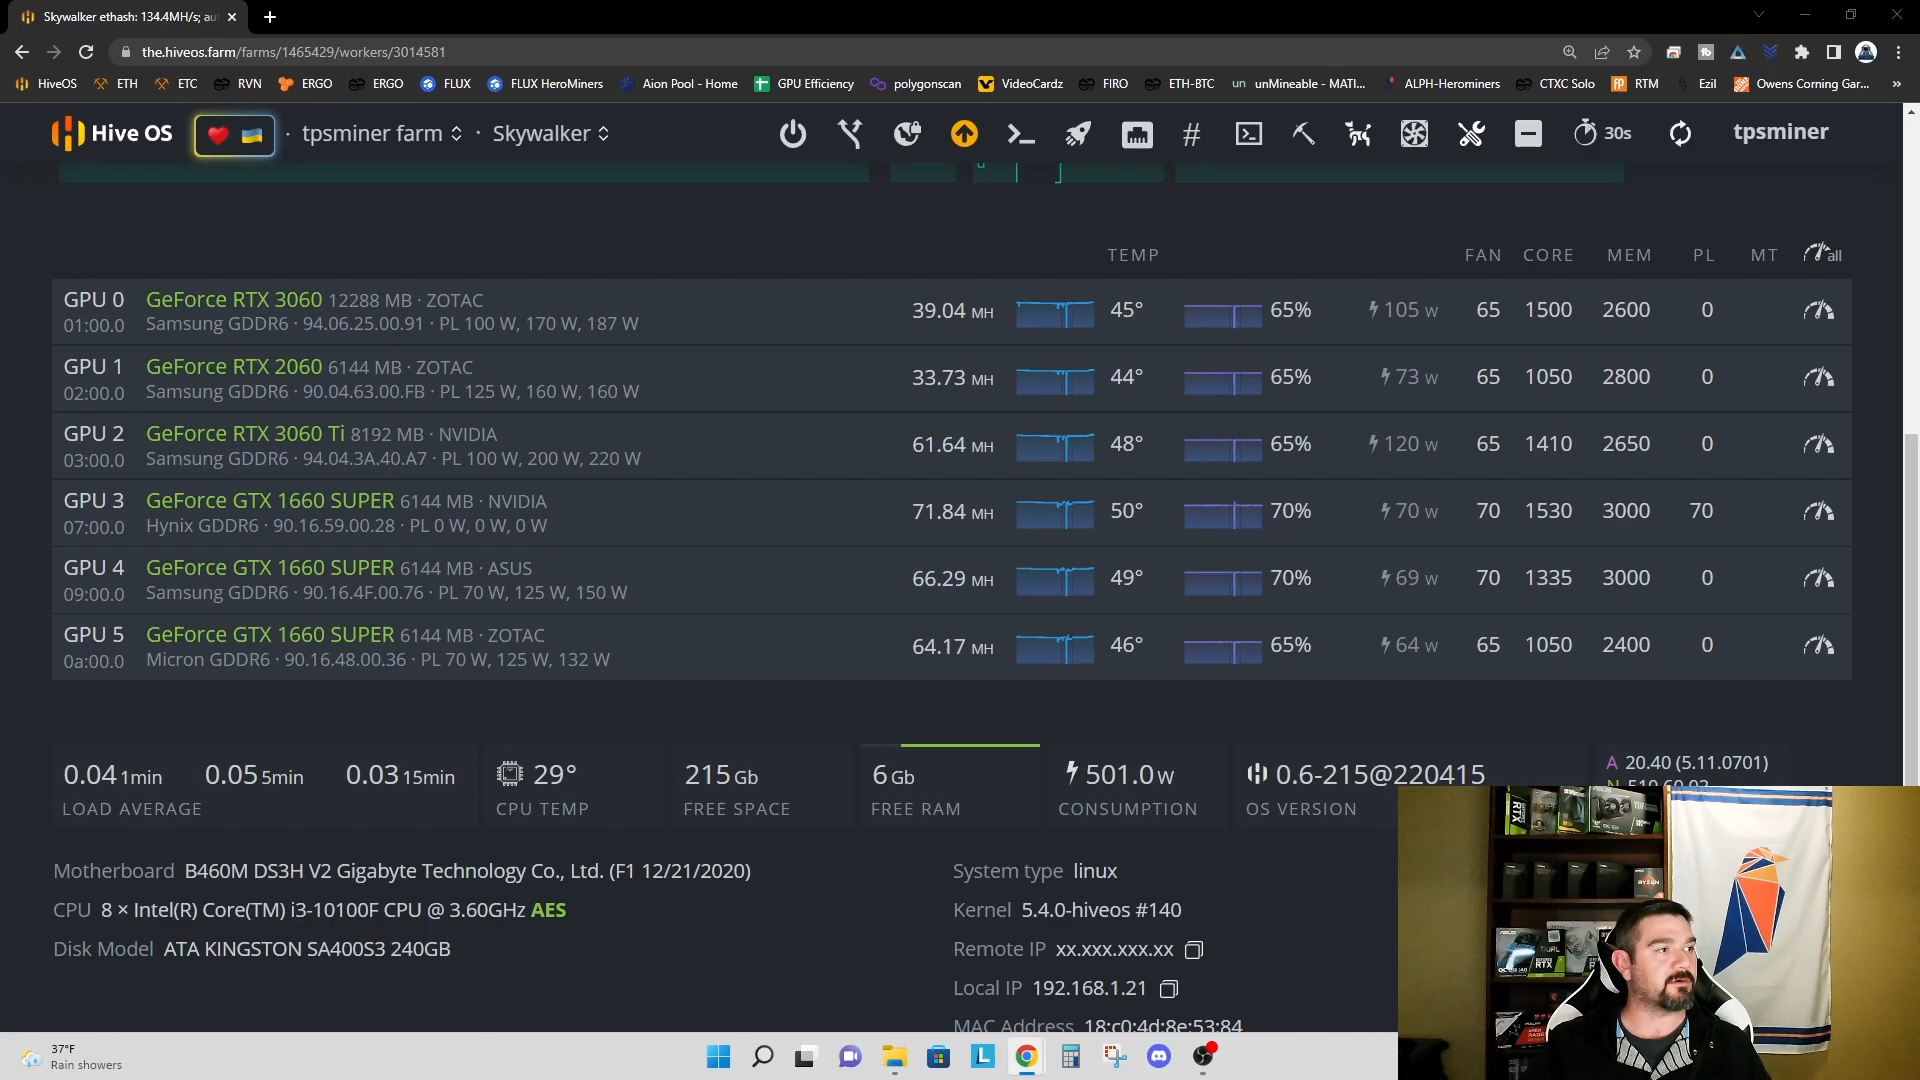 Skywalker ethash: 134.4MH/s; au
the.hiveos.farm/farms/1465429/workers/3014581
HiveOS ETH ETC RVN ERGO ERGO FLUX FLUX HeroMiners Aion Pool - Home GPU Efficiency polygonscan VideoCardz FIRO ETH-BTC unMineable - MATI... ALPH-Herominers CTXC Solo RTM Ezil Owens Corning Gar...
Hive OS · tpsminer farm · Skywalker 30s tpsminer
TEMP FAN CORE MEM PL MT all
GPU 0 GeForce RTX 3060 12288 MB · ZOTAC 39.04 MH 45° 65% 105 W 65 1500 2600 0
01:00.0 Samsung GDDR6 · 94.06.25.00.91 · PL 100 W, 170 W, 187 W
GPU 1 GeForce RTX 2060 6144 MB · ZOTAC 33.73 MH 44° 65% 73 W 65 1050 2800 0
02:00.0 Samsung GDDR6 · 90.04.63.00.FB · PL 125 W, 160 W, 160 W
GPU 2 GeForce RTX 3060 Ti 8192 MB · NVIDIA 61.64 MH 48° 65% 120 W 65 1410 2650 0
03:00.0 Samsung GDDR6 · 94.04.3A.40.A7 · PL 100 W, 200 W, 220 W
GPU 3 GeForce GTX 1660 SUPER 6144 MB · NVIDIA 71.84 MH 50° 70% 70 W 70 1530 3000 70
07:00.0 Hynix GDDR6 · 90.16.59.00.28 · PL 0 W, 0 W, 0 W
GPU 4 GeForce GTX 1660 SUPER 6144 MB · ASUS 66.29 MH 49° 70% 69 W 70 1335 3000 0
09:00.0 Samsung GDDR6 · 90.16.4F.00.76 · PL 70 W, 125 W, 150 W
GPU 5 GeForce GTX 1660 SUPER 6144 MB · ZOTAC 64.17 MH 46° 65% 64 W 65 1050 2400 0
0a:00.0 Micron GDDR6 · 90.16.48.00.36 · PL 70 W, 125 W, 132 W
0.04 1min 0.05 5min 0.03 15min 29° 215 Gb 6 Gb 501.0 W 0.6-215@220415 A 20.40 (5.11.0701)
LOAD AVERAGE CPU TEMP FREE SPACE FREE RAM CONSUMPTION OS VERSION
Motherboard B460M DS3H V2 Gigabyte Technology Co., Ltd. (F1 12/21/2020)
CPU 8 × Intel(R) Core(TM) i3-10100F CPU @ 3.60GHz AES
Disk Model ATA KINGSTON SA400S3 240GB
System type linux
Kernel 5.4.0-hiveos #140
Remote IP xx.xxx.xxx.xx
Local IP 192.168.1.21
MAC Address 18:c0:4d:8e:53:84
RYZEN
37°F
Rain showers